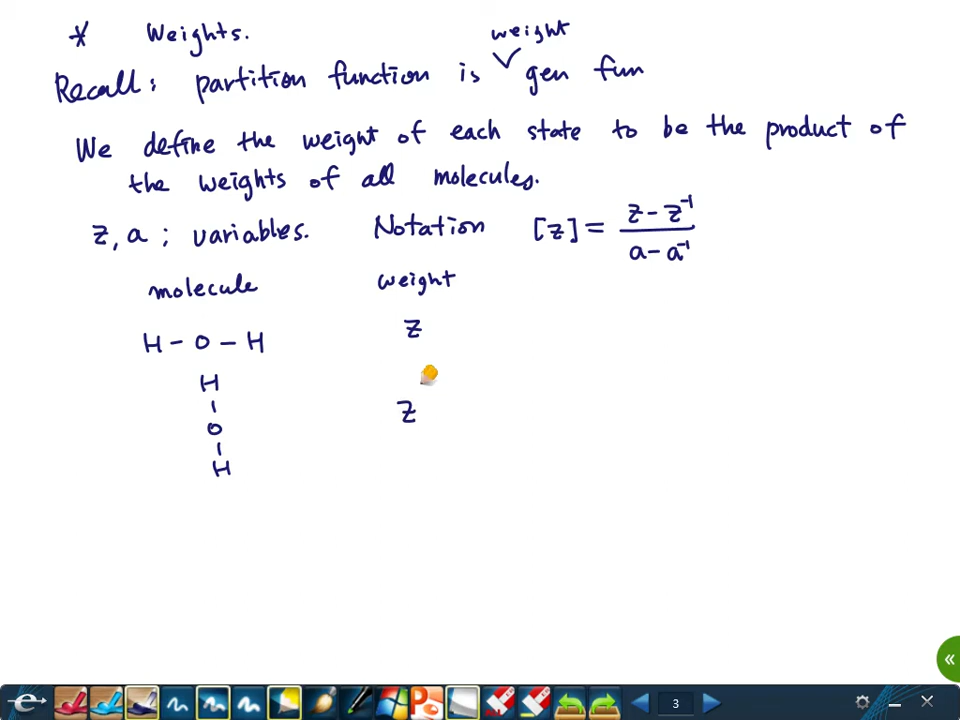 * Weights.
Recall: partition function is weight gen fun
We define the weight of each state to be the product of
the weights of all molecules.
z, a ; variables. Notation [z] = z - z⁻¹ / a - a⁻¹
molecule weight
H - O - H z
H
|
O z
|
H
3